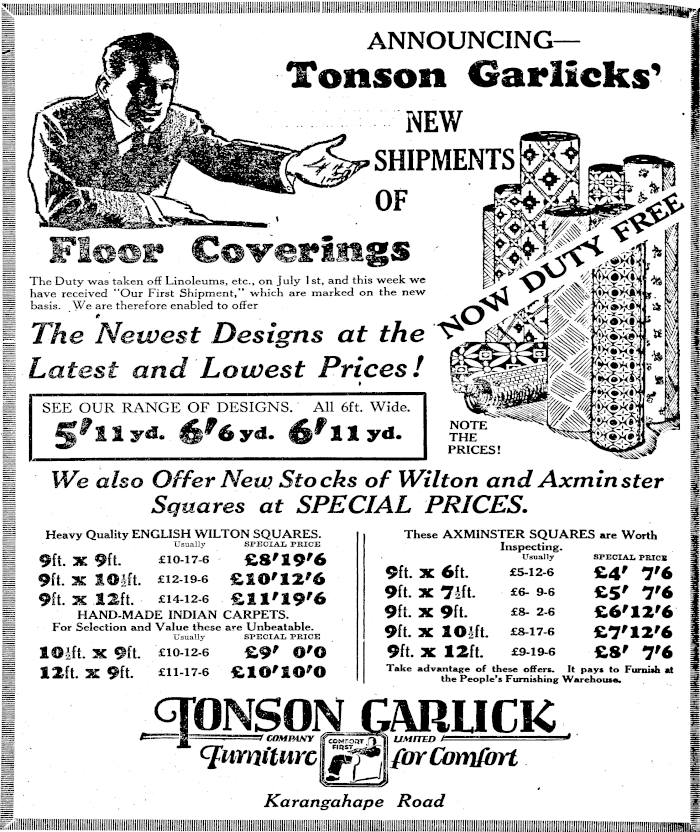 ANNOUNCING—
Tonson Garlicks'
NEW
SHIPMENTS
OF
Floor Coverings
NOW DUTY FREE
The Duty was taken off Linoleums, etc., on July 1st, and this week we
have received "Our First Shipment," which are marked on the new
basis. We are therefore enabled to offer
The Newest Designs at the
Latest and Lowest Prices!
SEE OUR RANGE OF DESIGNS. All 6ft. Wide.
5/11 yd. 6/6 yd. 6/11 yd.
NOTE
THE
PRICES!
We also Offer New Stocks of Wilton and Axminster
Squares at SPECIAL PRICES.
Heavy Quality ENGLISH WILTON SQUARES.
Usually SPECIAL PRICE
9ft. x 9ft. £10-17-6 £8/19/6
9ft. x 10½ft. £12-19-6 £10/12/6
9ft. x 12ft. £14-12-6 £11/19/6
HAND-MADE INDIAN CARPETS.
For Selection and Value these are Unbeatable.
Usually SPECIAL PRICE
10½ft. x 9ft. £10-12-6 £9/ 0/0
12ft. x 9ft. £11-17-6 £10/10/0
These AXMINSTER SQUARES are Worth
Inspecting.
Usually SPECIAL PRICE
9ft. x 6ft. £5-12-6 £4/ 7/6
9ft. x 7½ft. £6- 9-6 £5/ 7/6
9ft. x 9ft. £8- 2-6 £6/12/6
9ft. x 10½ft. £8-17-6 £7/12/6
9ft. x 12ft. £9-19-6 £8/ 7/6
Take advantage of these offers. It pays to Furnish at
the People's Furnishing Warehouse.
TONSON GARLICK
COMPANY LIMITED
COMFORT
FIRST
Furniture for Comfort
Karangahape Road